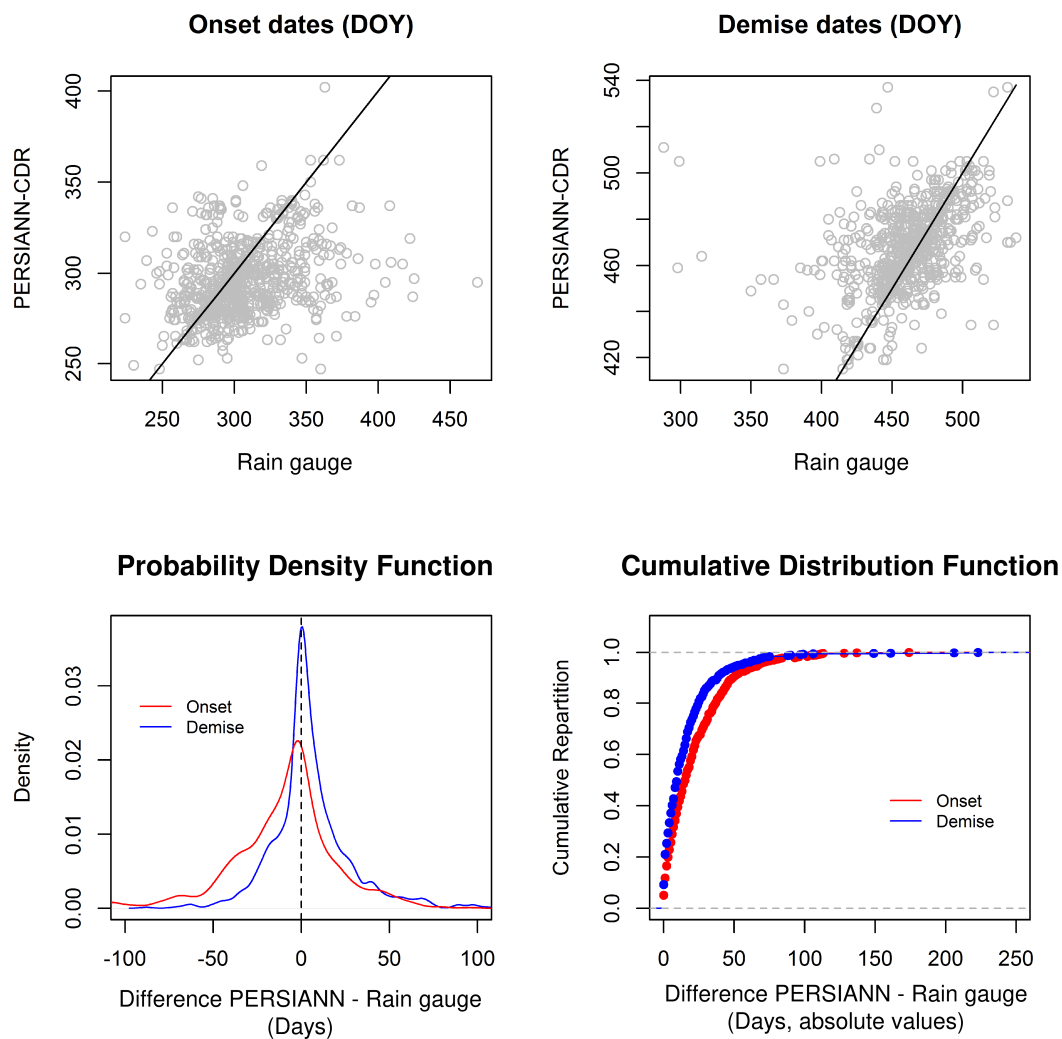 Onset dates (DOY)
PERSIANN-CDR
400
350
300
250
250 300 350 400 450
Rain gauge
Demise dates (DOY)
PERSIANN-CDR
540
500
460
420
300 350 400 450 500
Rain gauge
Probability Density Function
Density
0.03
0.02
0.01
0.00
Onset
Demise
-100 -50 0 50 100
Difference PERSIANN - Rain gauge
(Days)
Cumulative Distribution Function
Cumulative Repartition
1.0
0.8
0.6
0.4
0.2
0.0
Onset
Demise
0 50 100 150 200 250
Difference PERSIANN - Rain gauge
(Days, absolute values)